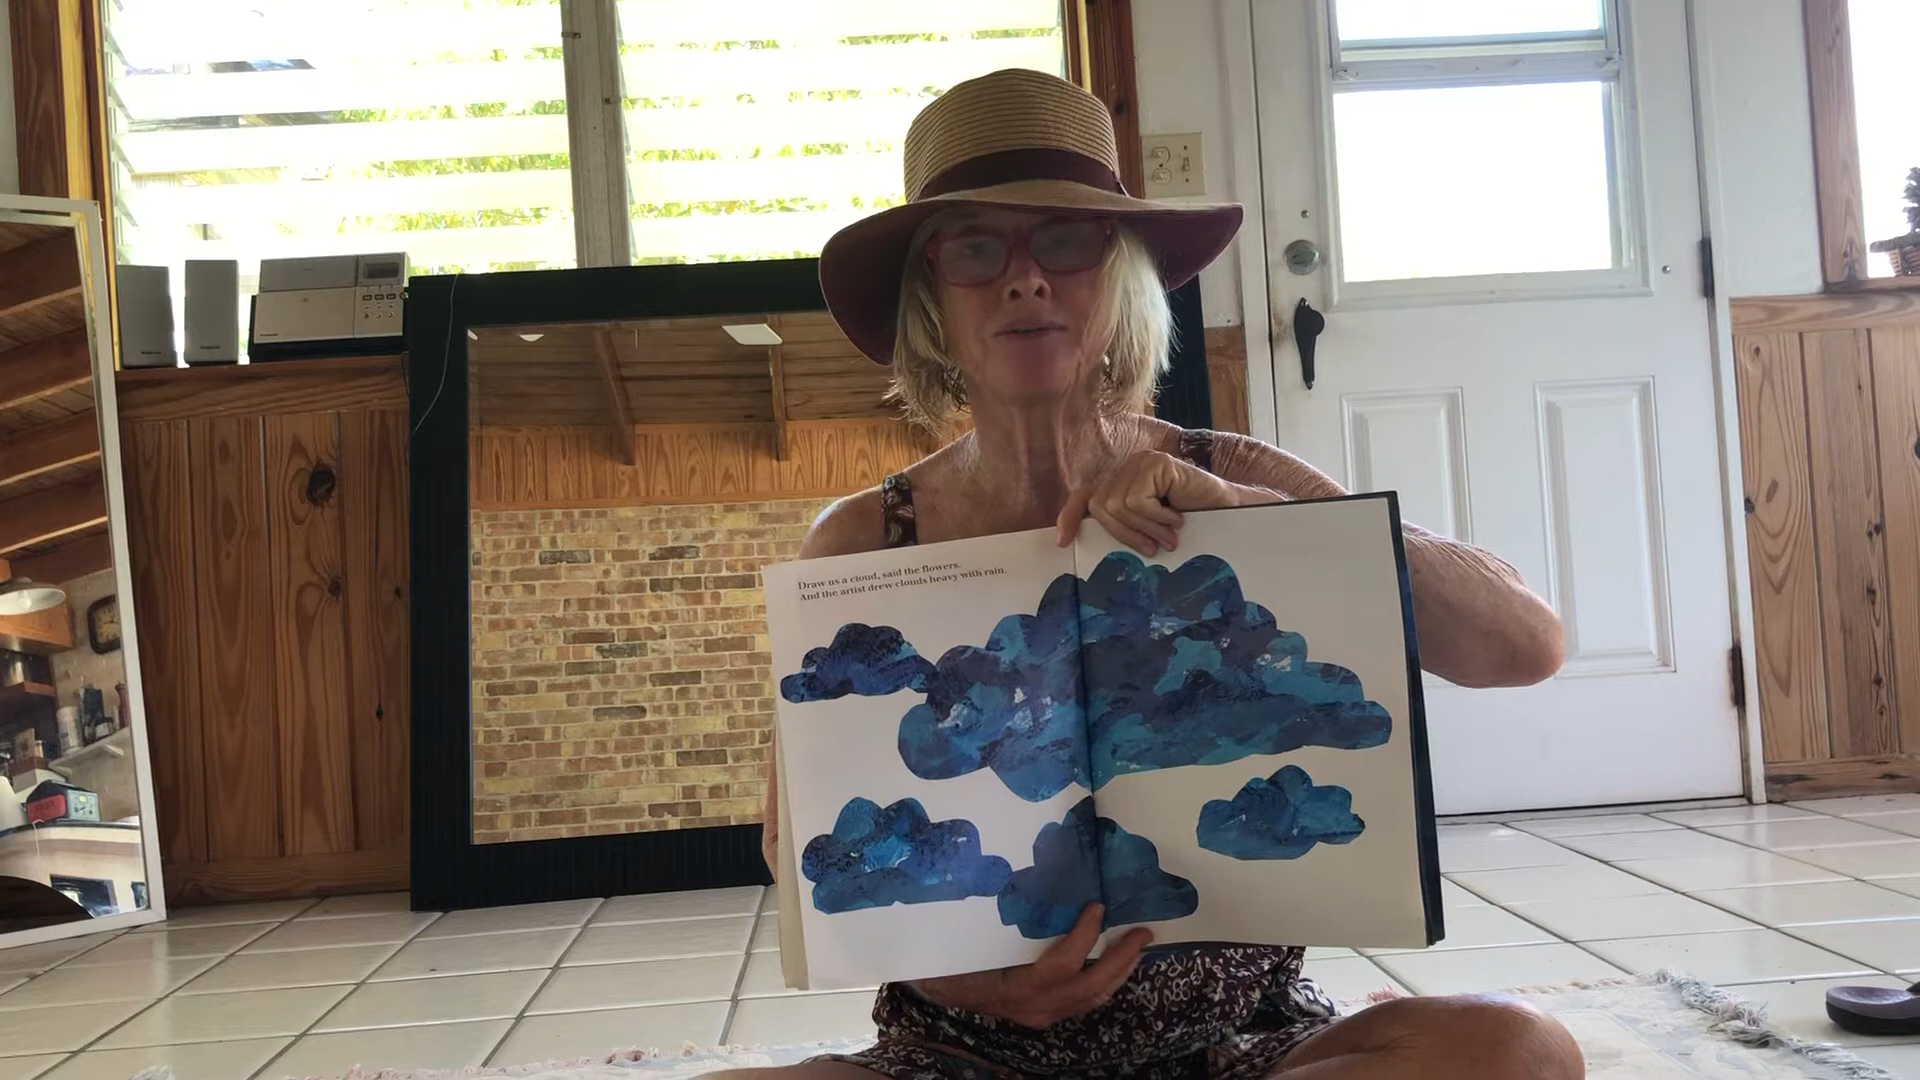 Draw us a cloud, said the flowers.
And the artist drew clouds heavy with rain.